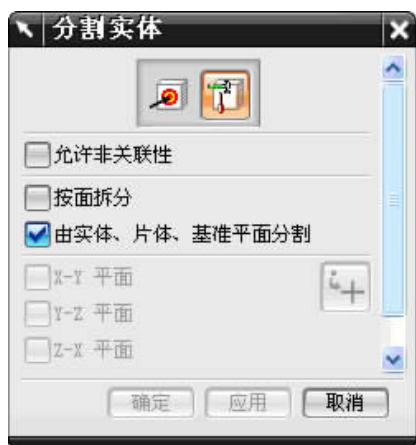 分割实体
允许非关联性
按面拆分
由实体、片体、基准平面分割
X-Y 平面
Y-Z 平面
Z-X 平面
确定 应用 取消